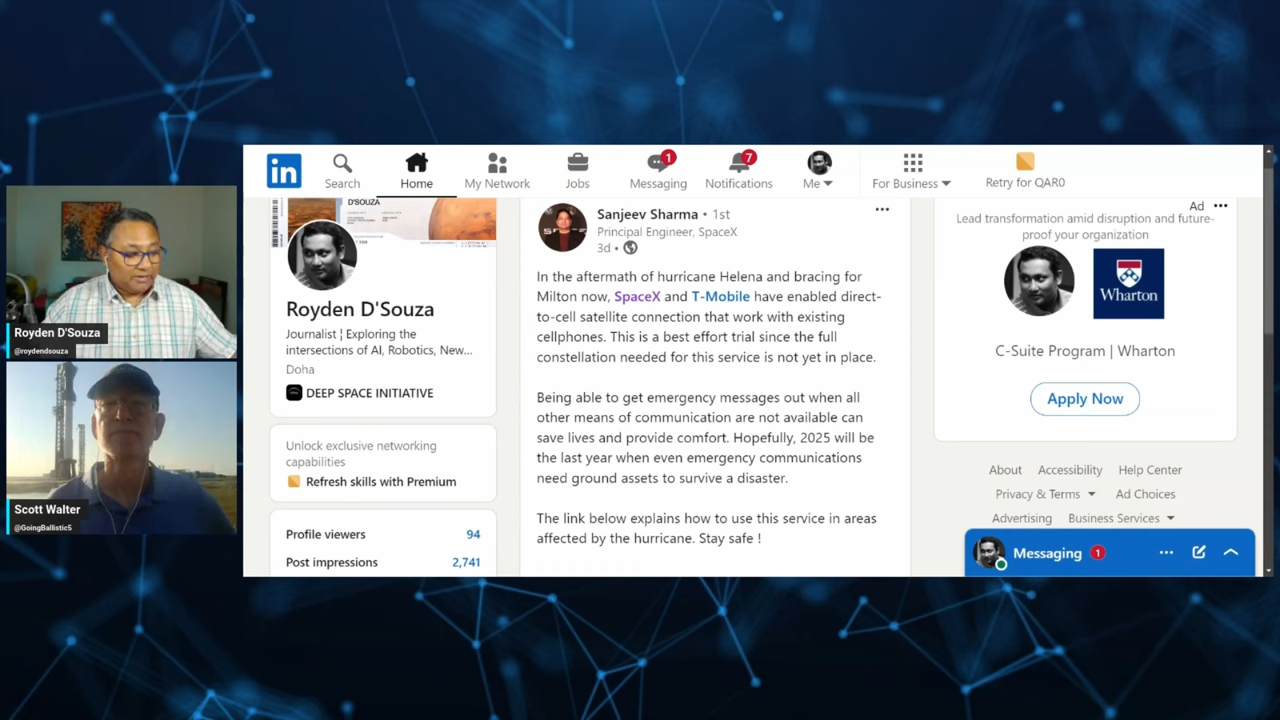 in
Search
Home
My Network
Jobs
1
Messaging
7
Notifications
Me
For Business
Retry for QAR0
D'SOUZA
Royden D'Souza
Journalist ¦ Exploring the
intersections of AI, Robotics, New...
Doha
DEEP SPACE INITIATIVE
Unlock exclusive networking
capabilities
Refresh skills with Premium
Profile viewers 94
Post impressions 2,741
Sanjeev Sharma • 1st
Principal Engineer, SpaceX
3d •
In the aftermath of hurricane Helena and bracing for
Milton now, SpaceX and T-Mobile have enabled direct-
to-cell satellite connection that work with existing
cellphones. This is a best effort trial since the full
constellation needed for this service is not yet in place.
Being able to get emergency messages out when all
other means of communication are not available can
save lives and provide comfort. Hopefully, 2025 will be
the last year when even emergency communications
need ground assets to survive a disaster.
The link below explains how to use this service in areas
affected by the hurricane. Stay safe !
Ad
Lead transformation amid disruption and future-
proof your organization
Wharton
C-Suite Program | Wharton
Apply Now
About Accessibility Help Center
Privacy & Terms Ad Choices
Advertising Business Services
Messaging 1
Royden D'Souza
@roydendsouza
Scott Walter
@GoingBallistic5